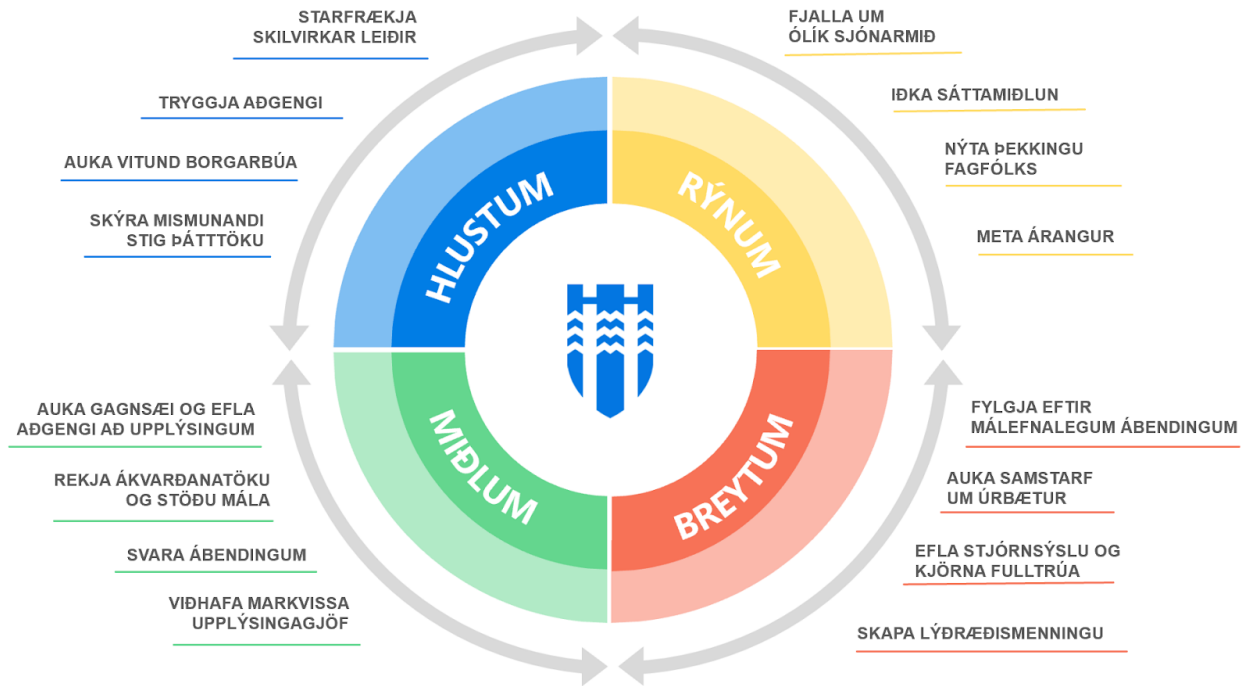 STARFRÆKJA
SKILVIRKAR LEIÐIR
TRYGGJA AÐGENGI
AUKA VITUND BORGARBÚA
SKÝRA MISMUNANDI
STIG ÞÁTTTÖKU
HLUSTUM
FJALLA UM
ÓLÍK SJÓNARMIÐ
IÐKA SÁTTAMIÐLUN
NÝTA ÞEKKINGU
FAGFÓLKS
META ÁRANGUR
RÝNUM
AUKA GAGNSÆI OG EFLA
AÐGENGI AÐ UPPLÝSINGUM
REKJA ÁKVARÐANATÖKU
OG STÖÐU MÁLA
SVARA ÁBENDINGUM
VIÐHAFA MARKVISSA
UPPLÝSINGAGJÖF
MIÐLUM
FYLGJA EFTIR
MÁLEFNALEGUM ÁBENDINGUM
AUKA SAMSTARF
UM ÚRBÆTUR
EFLA STJÓRNSÝSLU OG
KJÖRNA FULLTRÚA
SKAPA LÝÐRÆÐISMENNINGU
BREYTUM